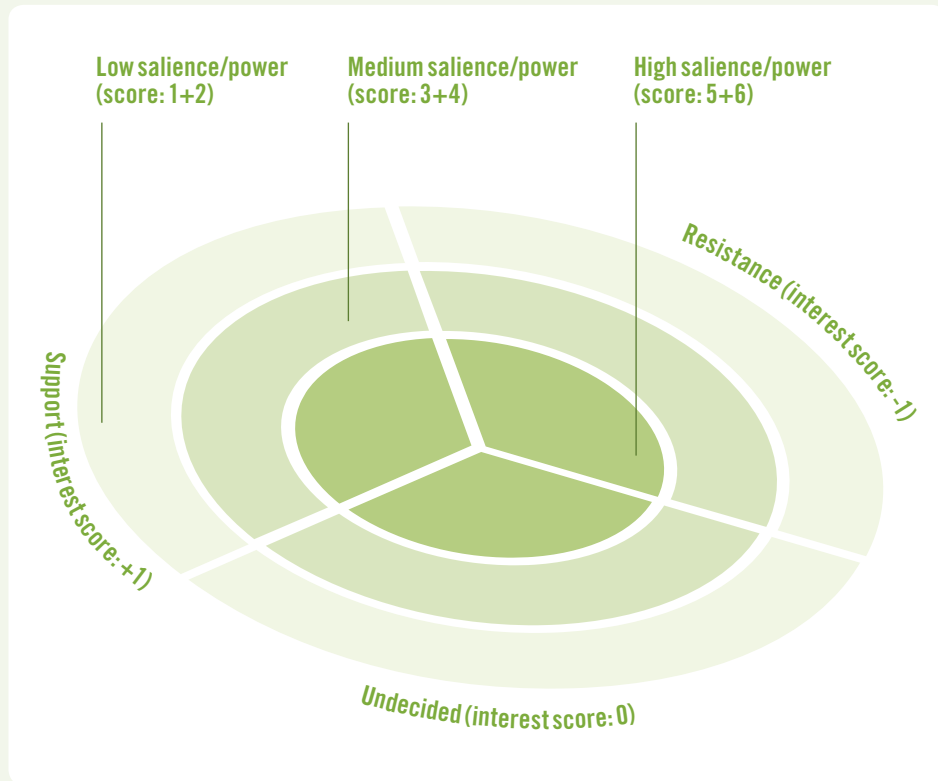 Low salience/power
(score: 1+2)
Medium salience/power
(score: 3+4)
High salience/power
(score: 5+6)
Resistance (interest score: -1)
Support (interest score: +1)
Undecided (interest score: 0)